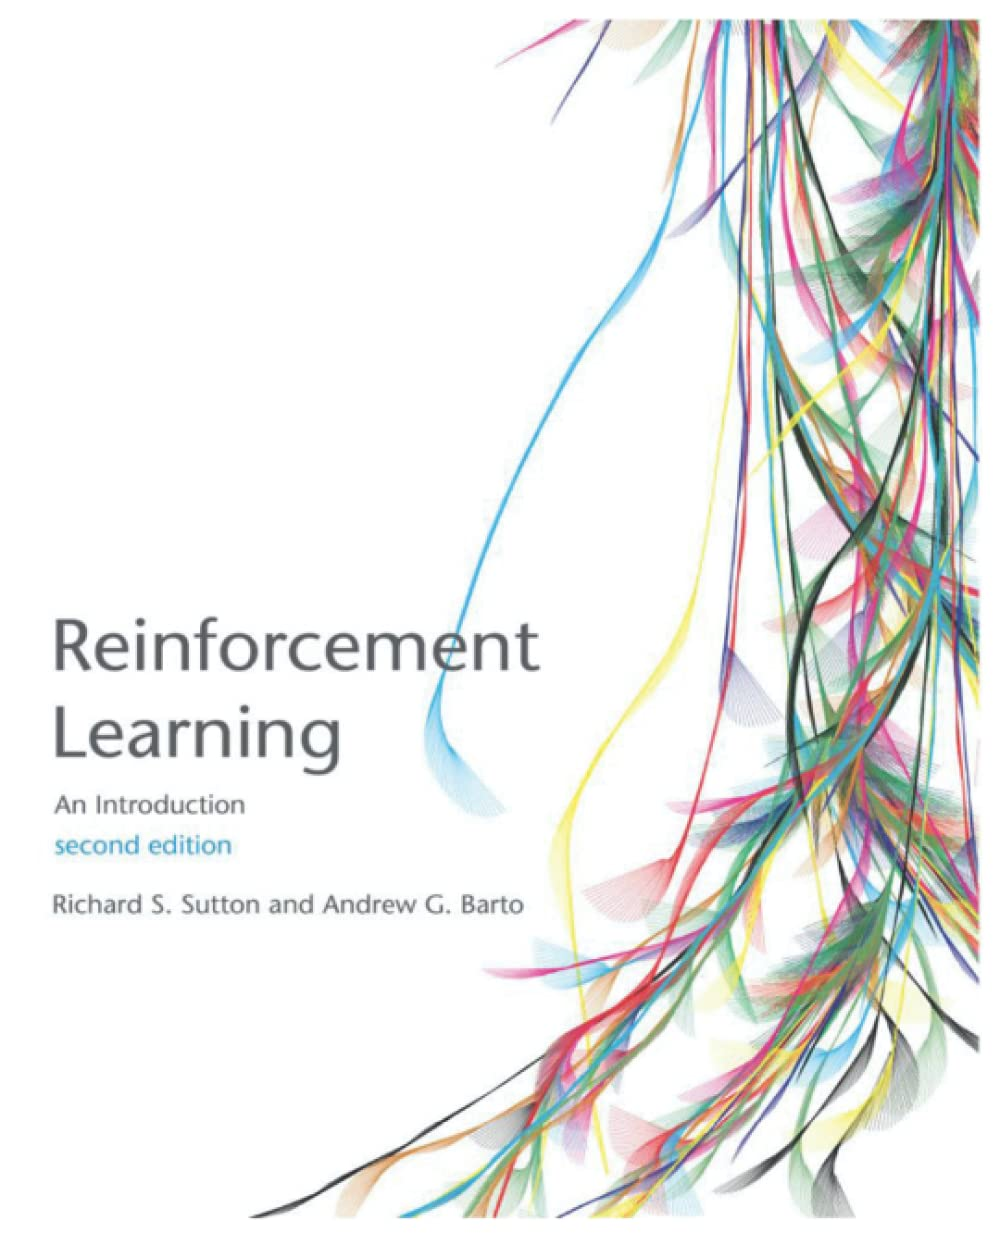 Reinforcement
Learning
An Introduction
second edition
Richard S. Sutton and Andrew G. Barto